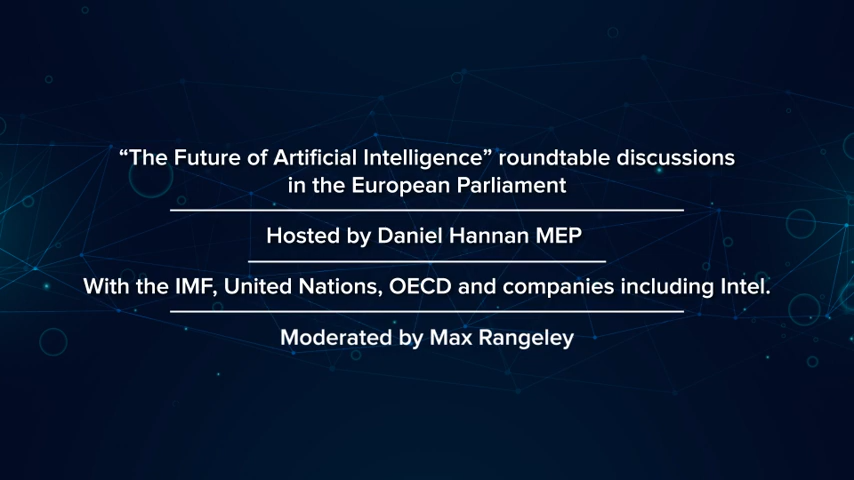 “The Future of Artificial Intelligence” roundtable discussions
in the European Parliament
Hosted by Daniel Hannan MEP
With the IMF, United Nations, OECD and companies including Intel.
Moderated by Max Rangeley